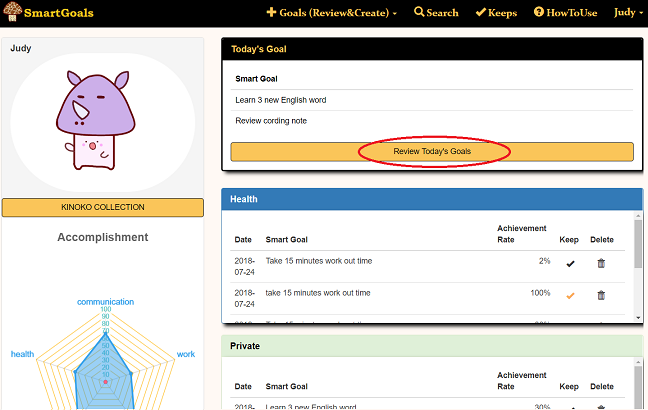 SmartGoals
Goals (Review&Create)
Search
Keeps
HowToUse
Judy
Judy
KINOKO COLLECTION
Accomplishment
communication
100
90
80
70
60
50
40
30
20
10
health
work
Today's Goal
Smart Goal
Learn 3 new English word
Review cording note
Review Today's Goals
Health
Date Smart Goal Achievement Rate Keep Delete
2018-07-24 Take 15 minutes work out time 2%
2018-07-24 take 15 minutes work out time 100%
Private
Date Smart Goal Achievement Rate Keep Delete
2018- Learn 3 new English word 30%